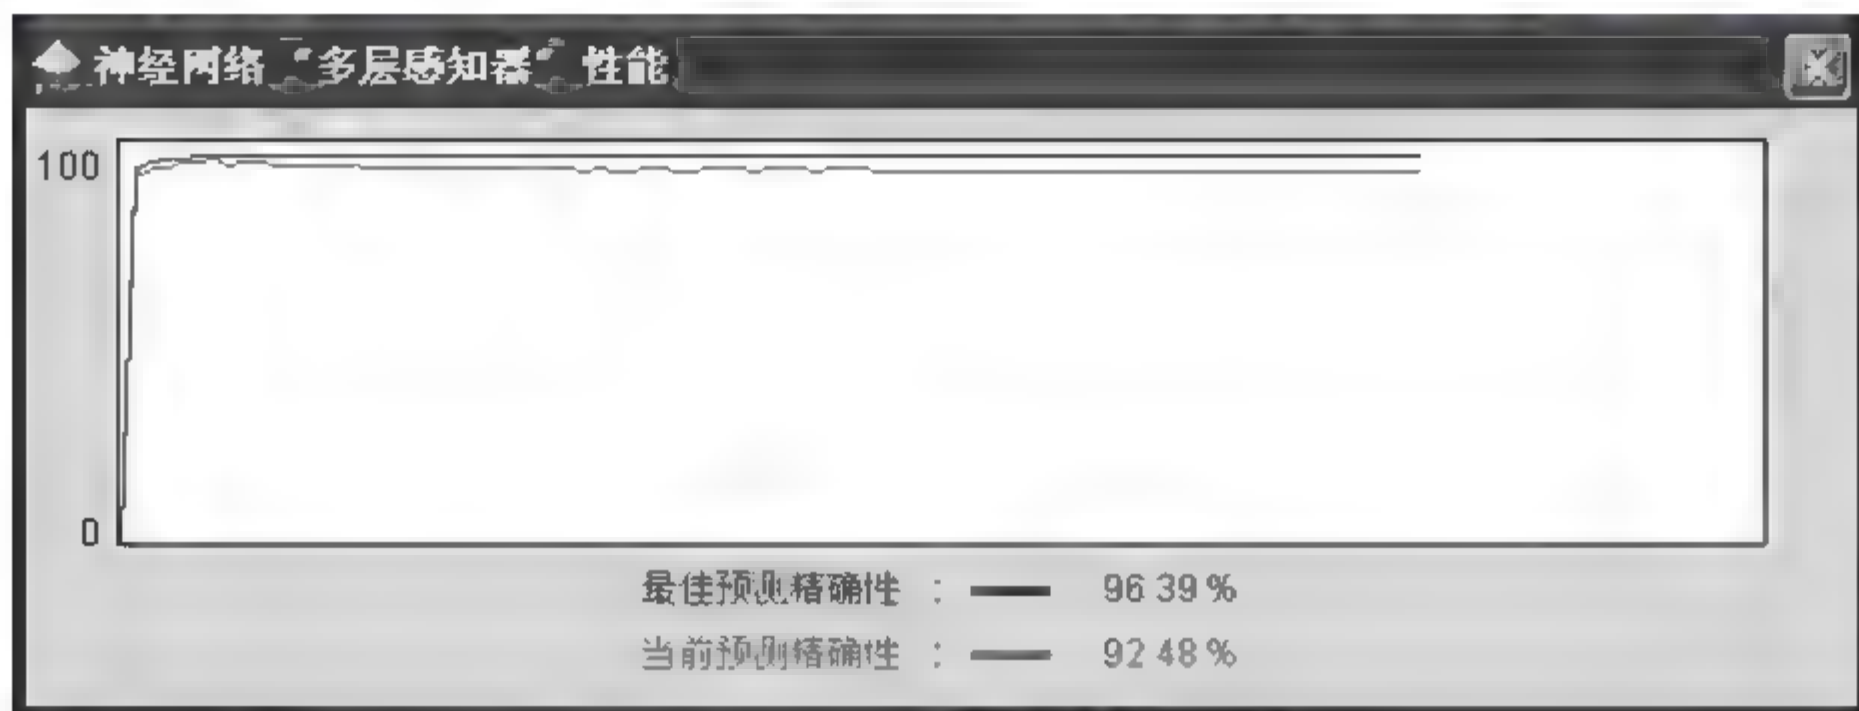 神经网络“多层感知器”性能
100
0
最佳预测精确性 : 96 39 %
当前预测精确性 : 92 48 %